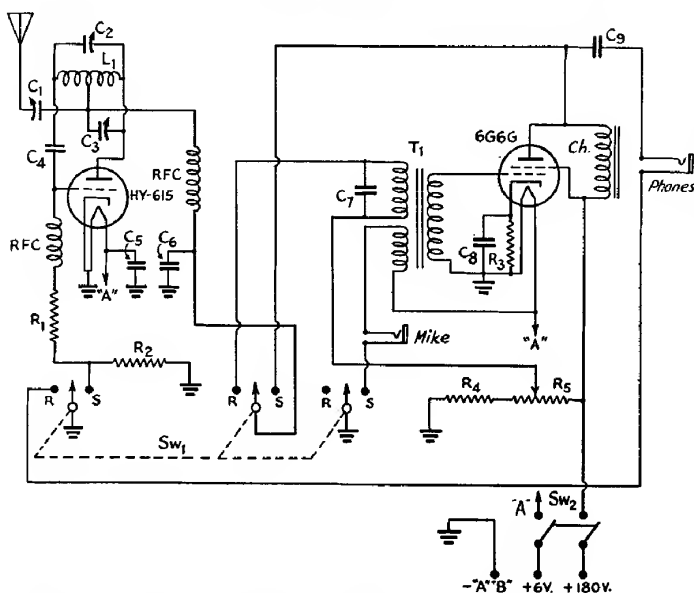 C2
L1
C1
C3
C4
HY-615
RFC
RFC
C5
C6
"A"
R1
R2
R
S
T1
C7
6G6G
C8
R3
Ch.
C9
Phones
"A"
Mike
R
S
R
S
R4
R5
Sw1
"A"
Sw2
-"A""B"
+6V.
+180V.